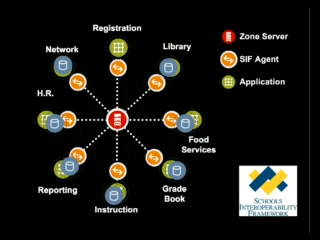 Registration
Network
Library
Zone Server
SIF Agent
Application
H.R.
Food
Services
Reporting
Grade
Book
Instruction
SCHOOLS
INTEROPERABILITY
FRAMEWORK